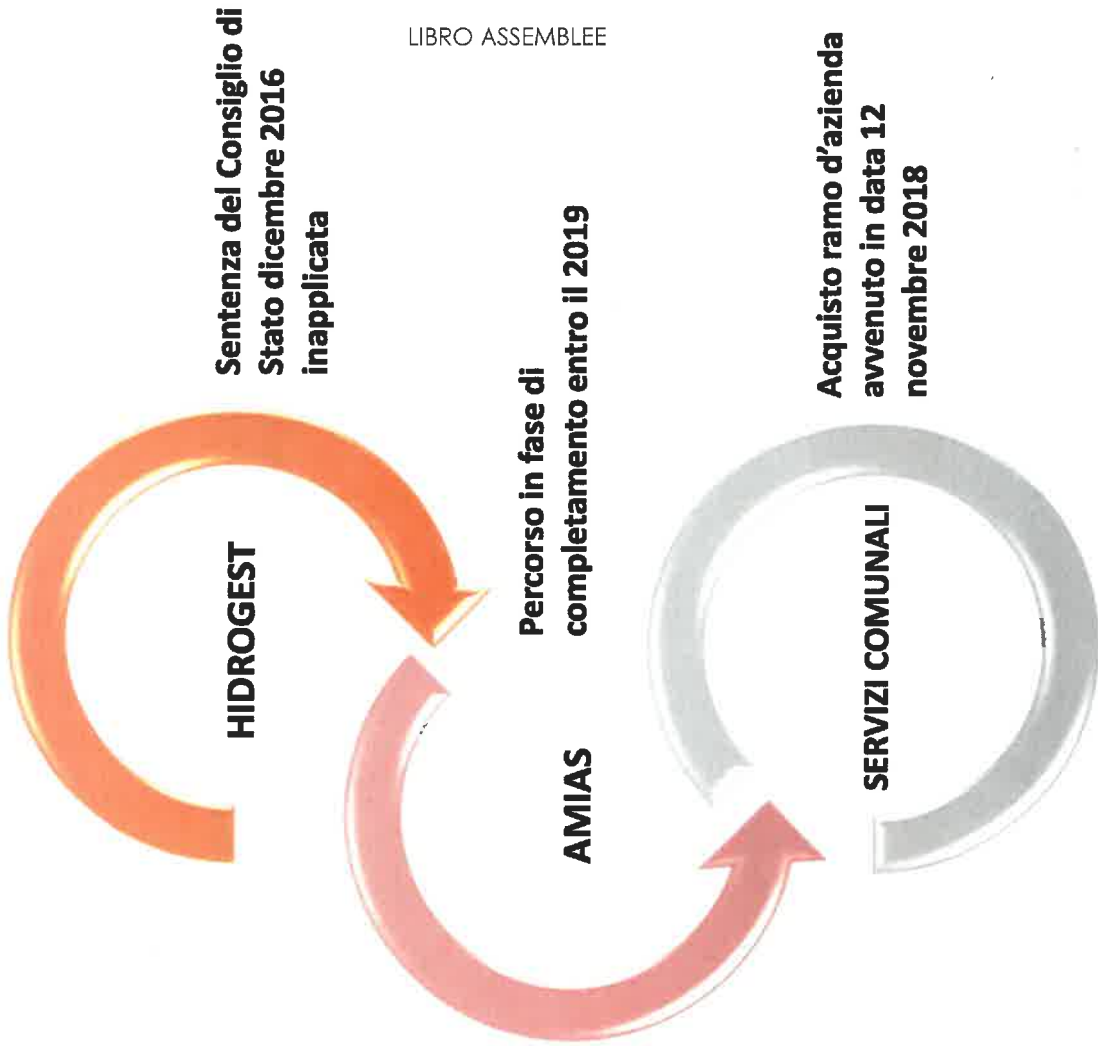 LIBRO ASSEMBLEE
HIDROGEST
Sentenza del Consiglio di
Stato dicembre 2016
inapplicata
AMIAS
Percorso in fase di
completamento entro il 2019
SERVIZI COMUNALI
Acquisto ramo d'azienda
avvenuto in data 12
novembre 2018